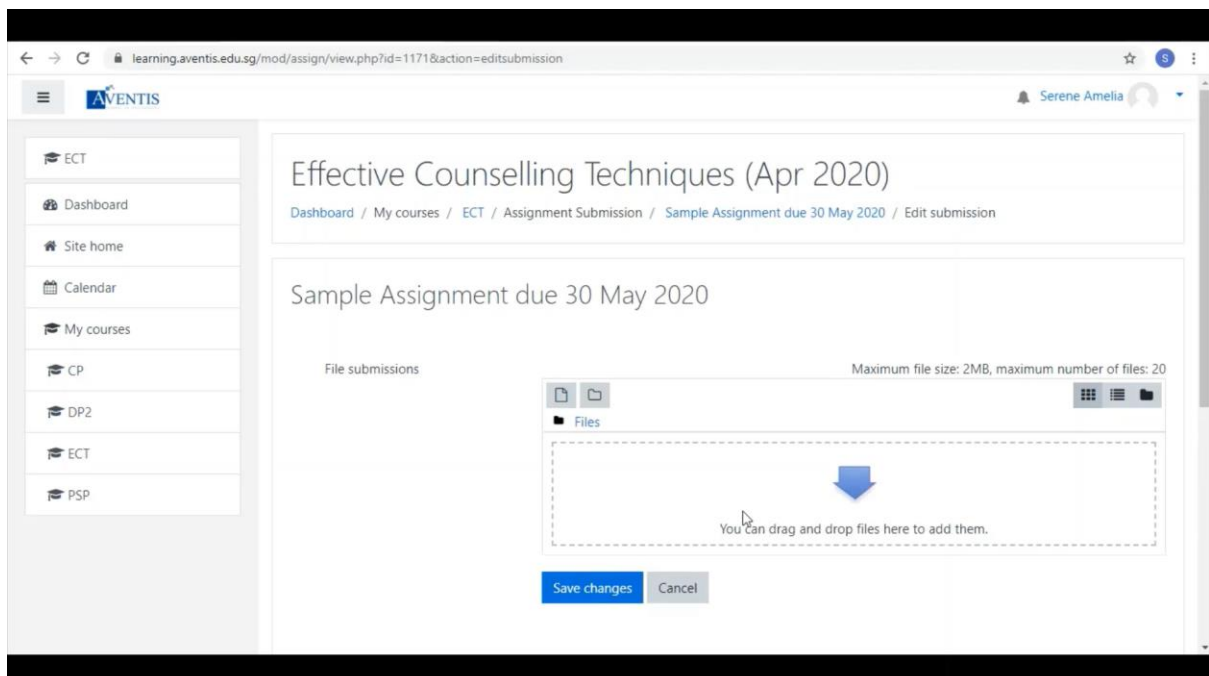 learning.aventis.edu.sg/mod/assign/view.php?id=1171&action=editsubmission
S
AVENTIS
Serene Amelia
ECT
Dashboard
Site home
Calendar
My courses
CP
DP2
ECT
PSP
Effective Counselling Techniques (Apr 2020)
Dashboard / My courses / ECT / Assignment Submission / Sample Assignment due 30 May 2020 / Edit submission
Sample Assignment due 30 May 2020
File submissions
Maximum file size: 2MB, maximum number of files: 20
Files
You can drag and drop files here to add them.
Save changes
Cancel